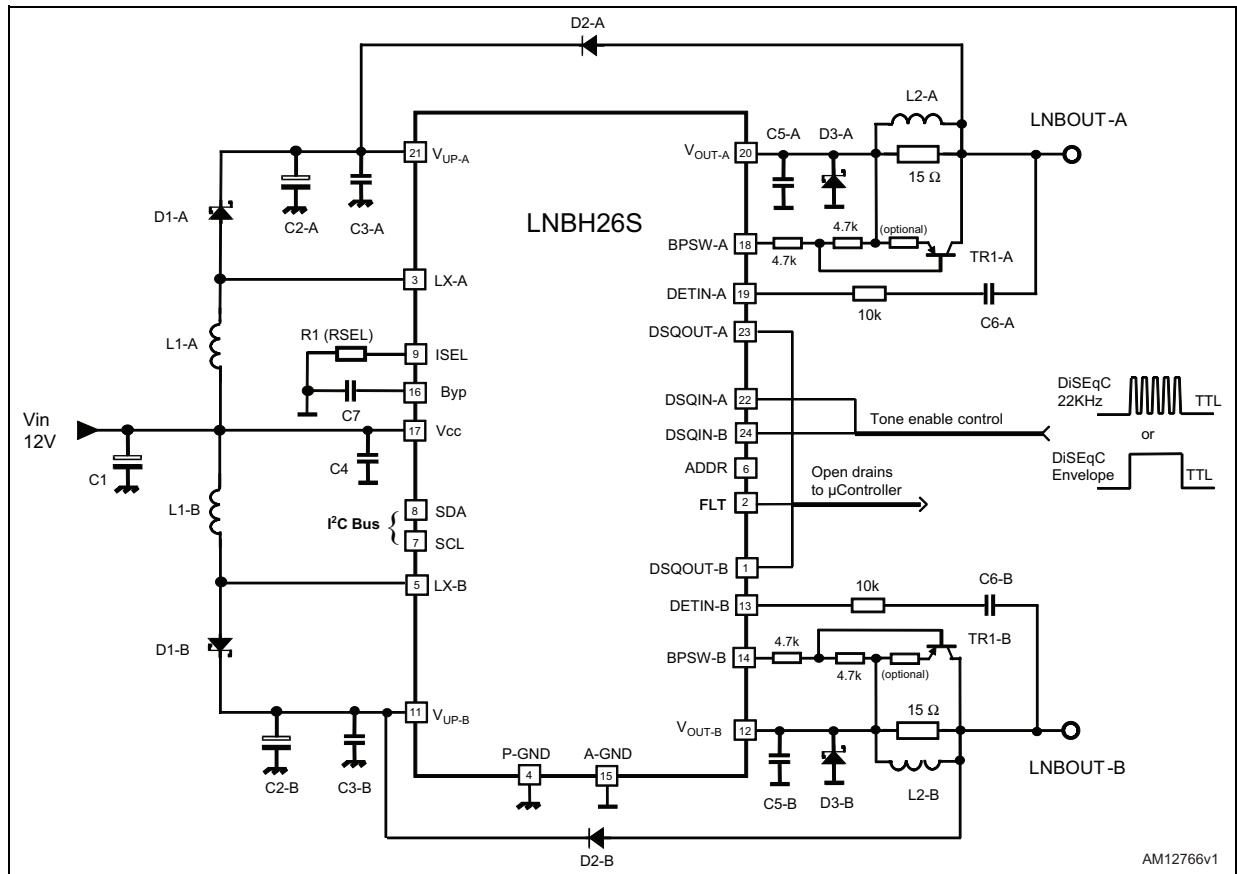 D2-A
L2-A
LNBOUT-A
C5-A
D3-A
21
V_UP-A
V_OUT-A
20
15 Ω
D1-A
C2-A
C3-A
LNBH26S
4.7k
(optional)
BPSW-A
18
4.7k
TR1-A
3
LX-A
DETIN-A
19
10k
C6-A
DSQOUT-A
23
L1-A
R1 (RSEL)
9
ISEL
16
Byp
C7
DSQIN-A
22
DiSEqC
22KHz
TTL
Vin
12V
17
Vcc
DSQIN-B
24
Tone enable control
or
C1
C4
ADDR
6
DiSEqC
Envelope
TTL
Open drains
to µController
L1-B
I²C Bus
8
SDA
FLT
2
7
SCL
DSQOUT-B
1
5
LX-B
DETIN-B
13
10k
C6-B
D1-B
4.7k
TR1-B
BPSW-B
14
4.7k
(optional)
11
V_UP-B
V_OUT-B
12
15 Ω
C2-B
C3-B
P-GND
4
A-GND
15
C5-B
D3-B
L2-B
LNBOUT-B
D2-B
AM12766v1